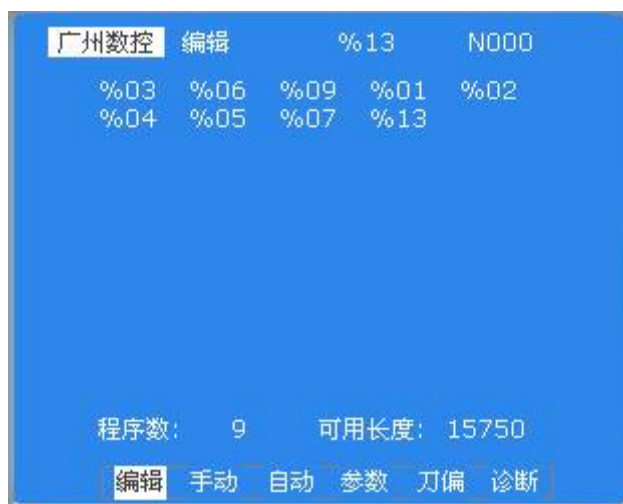 广州数控 编辑 %13 N000
%03 %06 %09 %01 %02
%04 %05 %07 %13
程序数: 9 可用长度: 15750
编辑 手动 自动 参数 刀偏 诊断